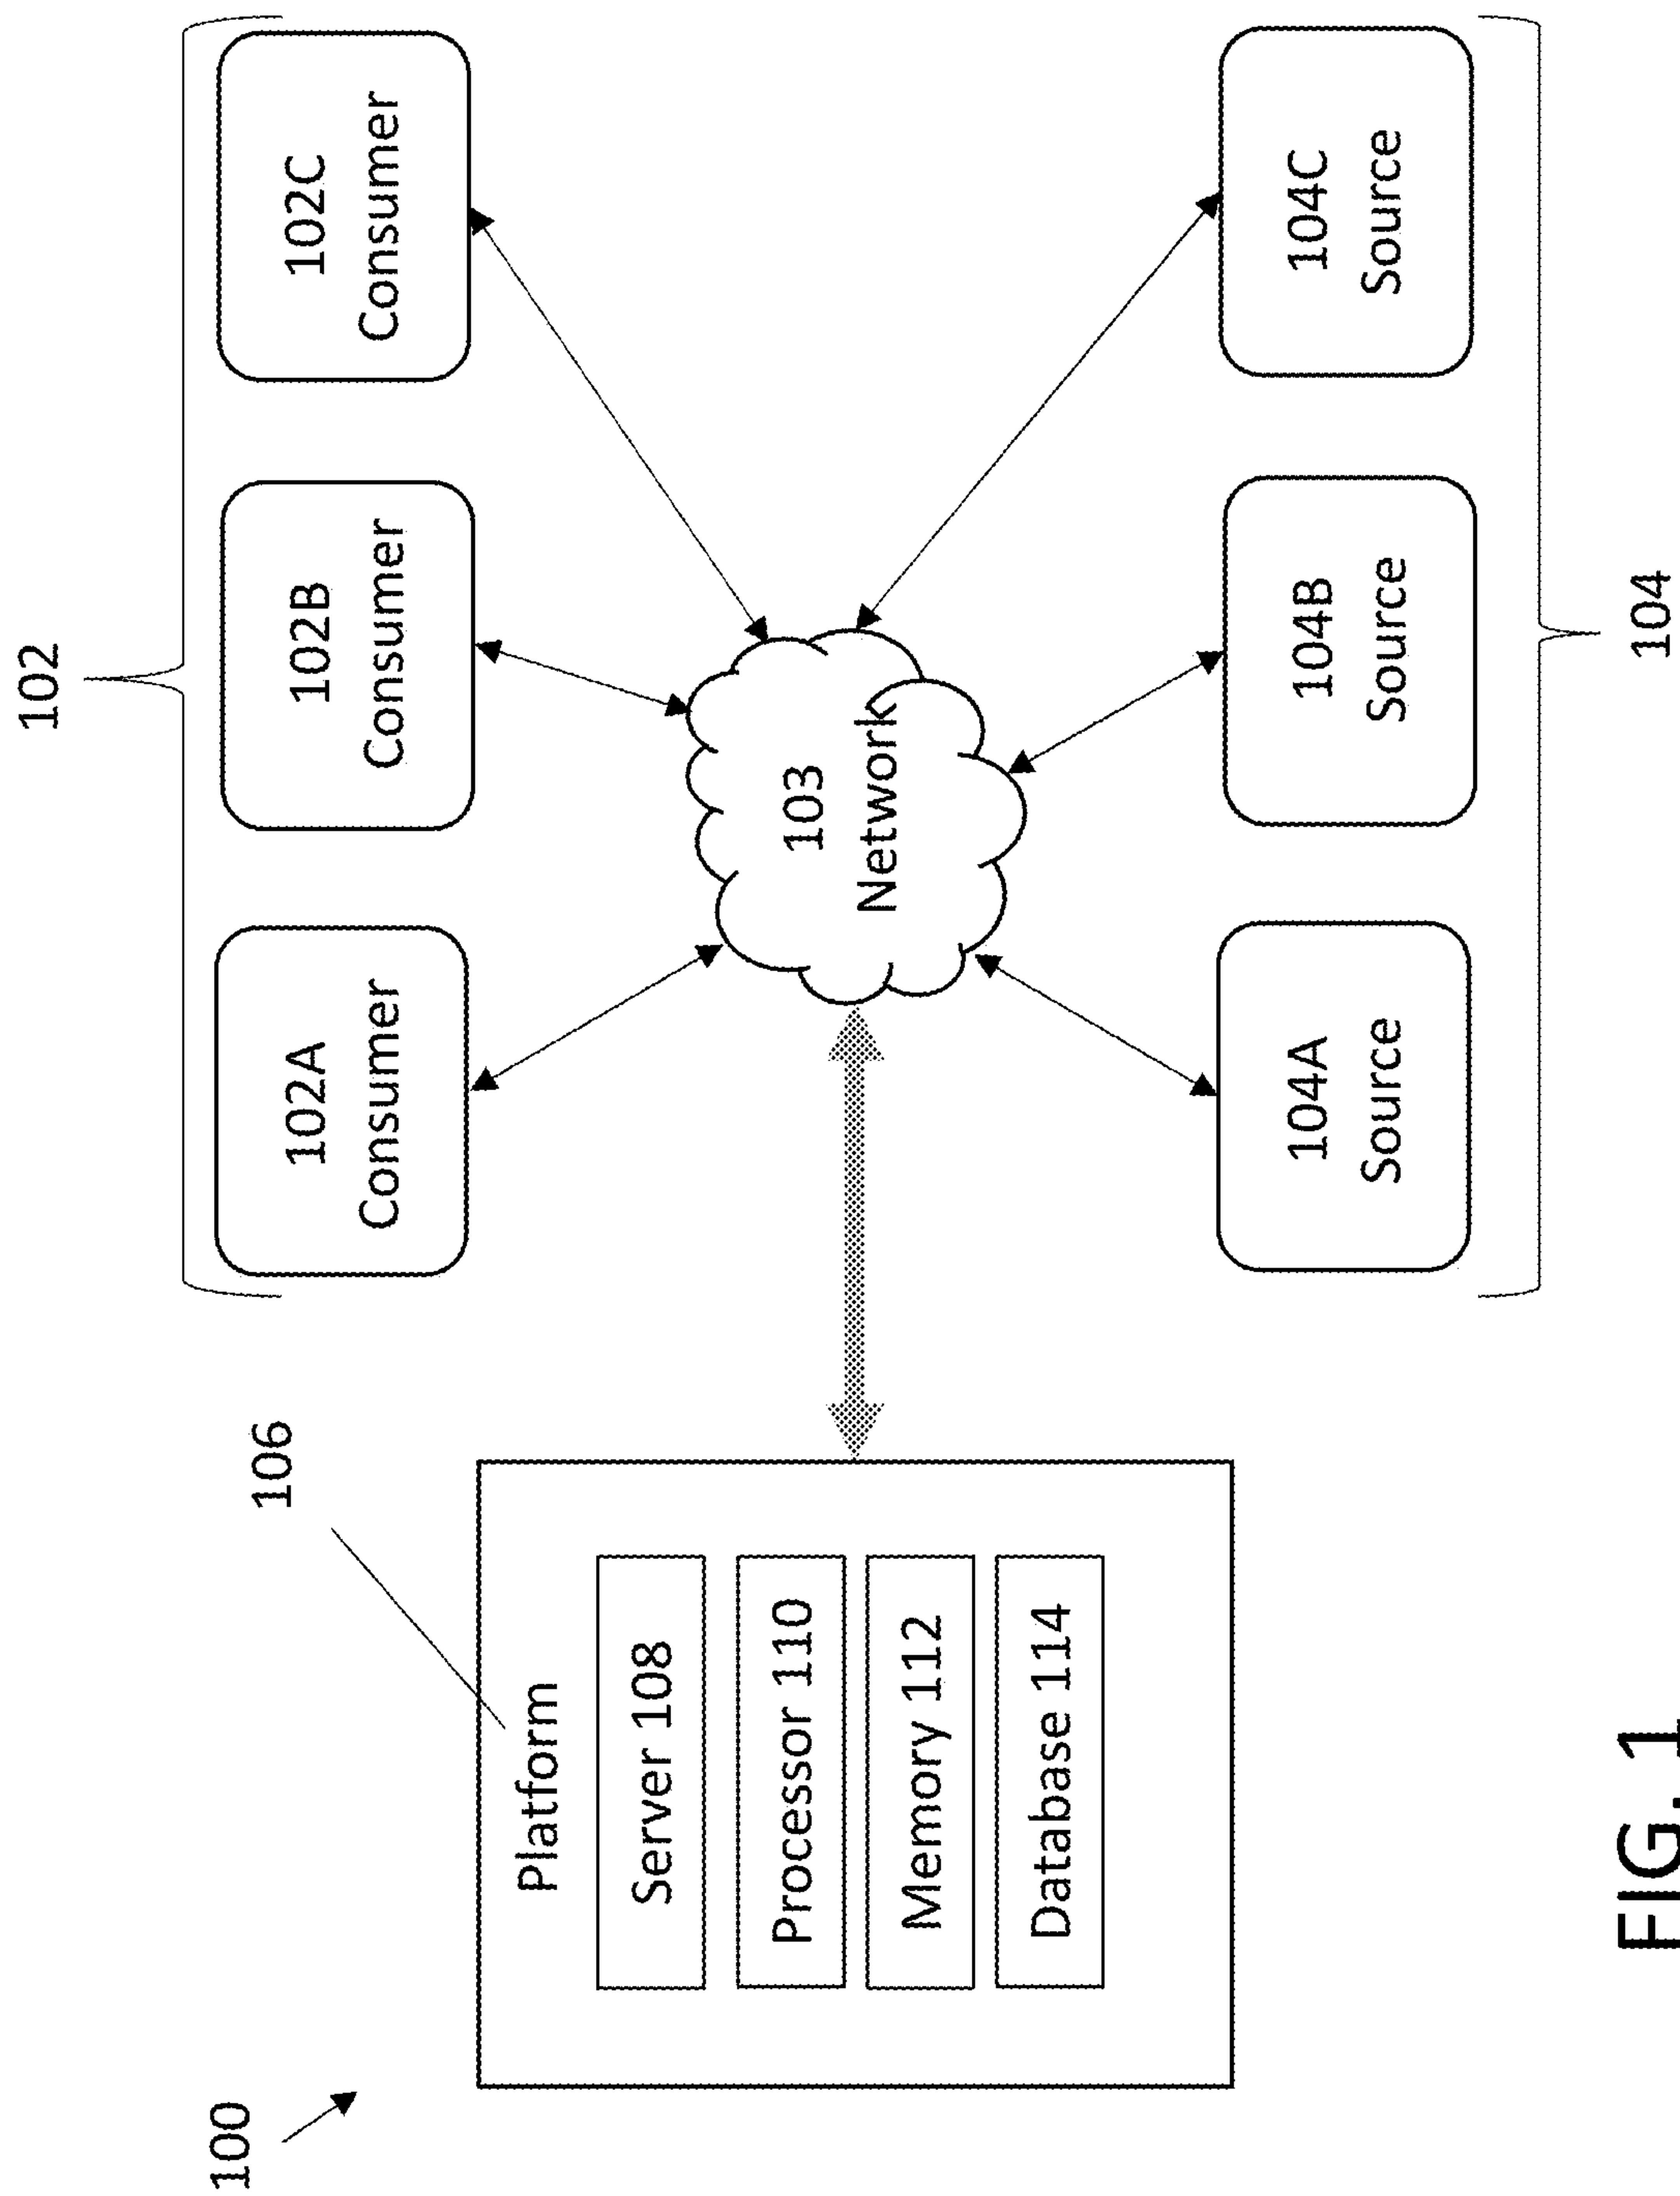 100
106
Platform
Server 108
Processor 110
Memory 112
Database 114
102
102A
Consumer
102B
Consumer
102C
Consumer
103
Network
104A
Source
104B
Source
104C
Source
104
FIG. 1